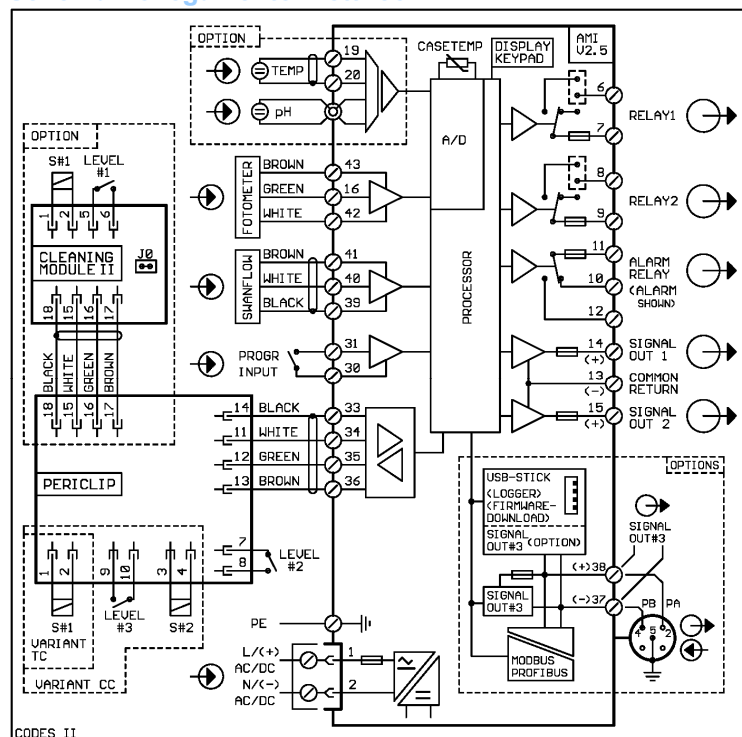 OPTION
19
TEMP
20
pH
CASETEMP
DISPLAY
KEYPAD
AMI
V2.5
A/D
PROCESSOR
6
RELAY1
7
8
RELAY2
9
11
ALARM
RELAY
10
(ALARM
SHOWN)
12
14
(+)
SIGNAL
OUT 1
13
(-)
COMMON
RETURN
15
(+)
SIGNAL
OUT 2
OPTION
S#1
LEVEL
#1
1 2 5 6
CLEANING
MODULE II
J0
18 15 16 17
BLACK
WHITE
GREEN
BROWN
18 15 16 17
FOTOMETER
BROWN 43
GREEN 16
WHITE 42
SWANFLOW
BROWN 41
WHITE 40
BLACK 39
PROGR
INPUT
31
30
14 BLACK 33
11 WHITE 34
12 GREEN 35
13 BROWN 36
PERICLIP
7
8
LEVEL
#2
1 2 9 10 3 4
S#1
LEVEL
#3
S#2
VARIANT
TC
VARIANT CC
PE
L/(+)
AC/DC
1
N/(-)
AC/DC
2
OPTIONS
USB-STICK
(LOGGER)
(FIRMWARE-
DOWNLOAD)
SIGNAL
OUT#3 (OPTION)
SIGNAL
OUT#3
SIGNAL
OUT#3
(+)38
(-)37
PB PA
4 5 2
MODBUS
PROFIBUS
CODES II